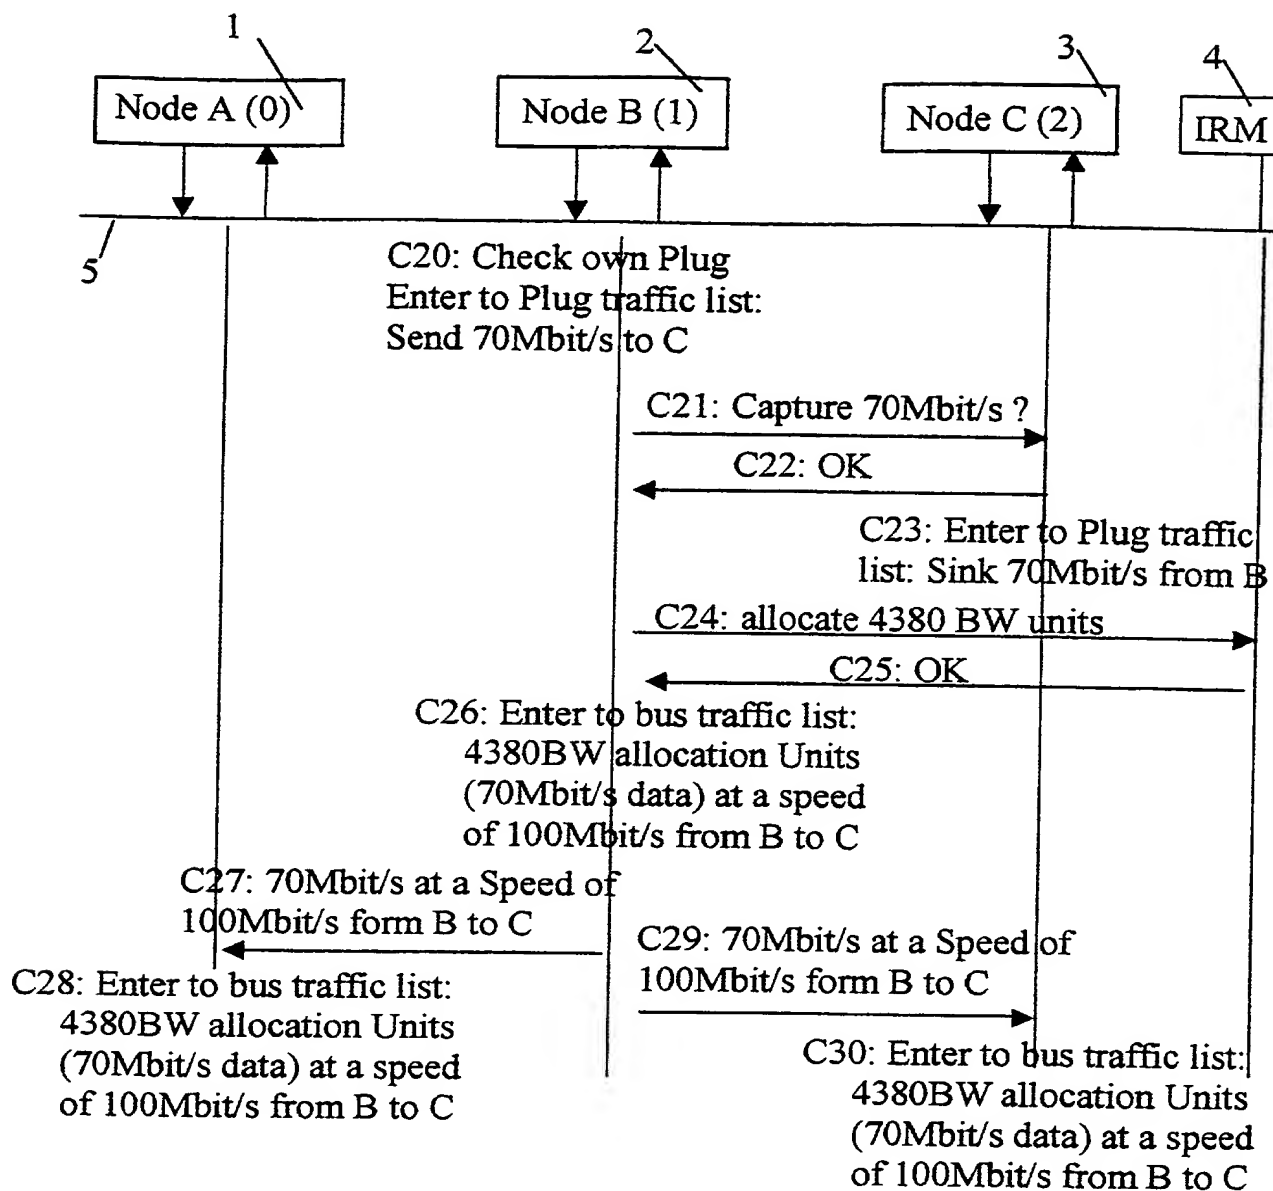 1
2
3
4
Node A (0)
Node B (1)
Node C (2)
IRM
5
C20: Check own Plug
Enter to Plug traffic list:
Send 70Mbit/s to C
C21: Capture 70Mbit/s ?
C22: OK
C23: Enter to Plug traffic
list: Sink 70Mbit/s from B
C24: allocate 4380 BW units
C25: OK
C26: Enter to bus traffic list:
4380BW allocation Units
(70Mbit/s data) at a speed
of 100Mbit/s from B to C
C27: 70Mbit/s at a Speed of
100Mbit/s form B to C
C28: Enter to bus traffic list:
4380BW allocation Units
(70Mbit/s data) at a speed
of 100Mbit/s from B to C
C29: 70Mbit/s at a Speed of
100Mbit/s form B to C
C30: Enter to bus traffic list:
4380BW allocation Units
(70Mbit/s data) at a speed
of 100Mbit/s from B to C